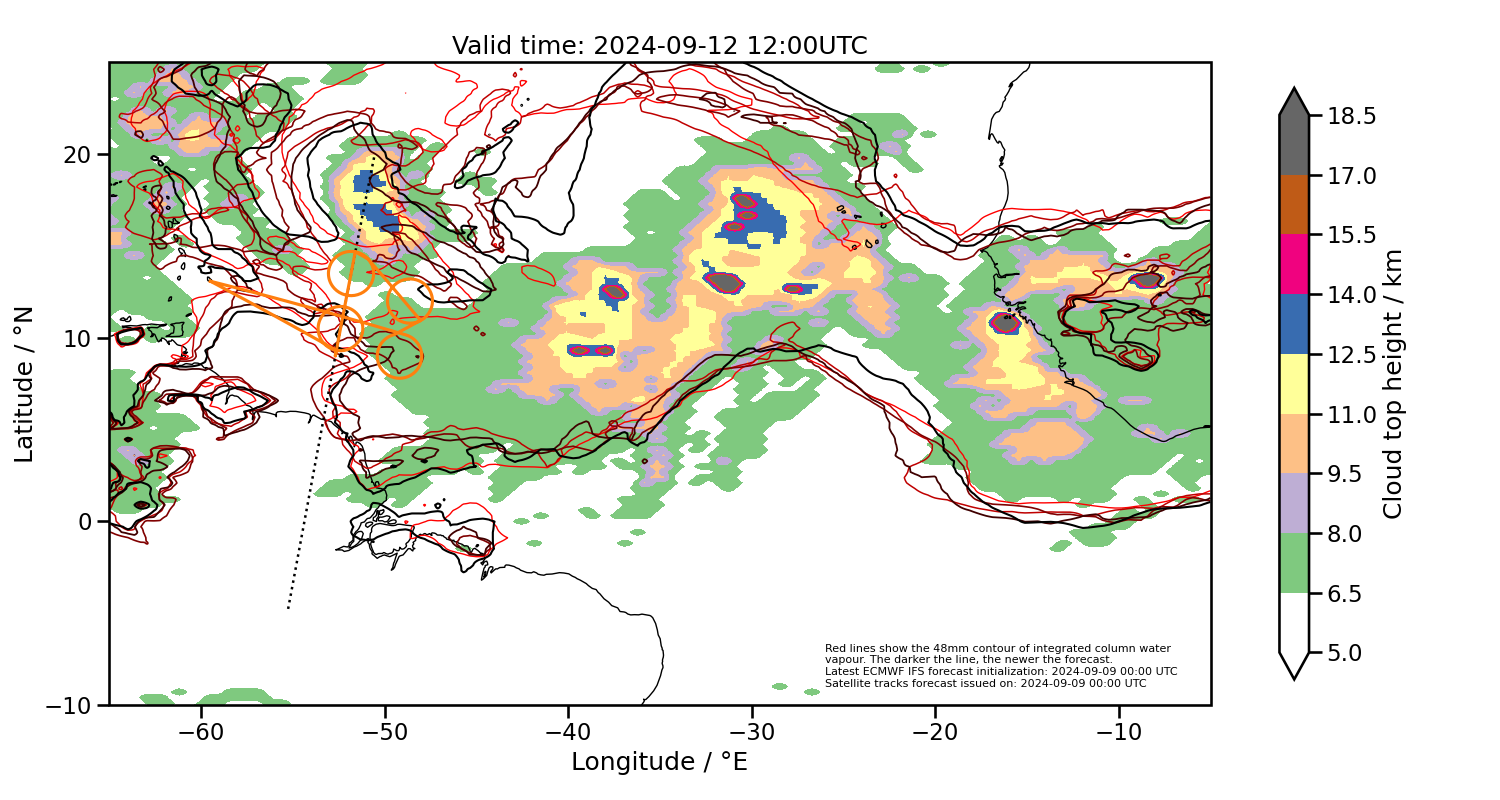 Valid time: 2024-09-12 12:00UTC
Latitude / °N
20
10
0
−10
−60
−50
−40
−30
−20
−10
Longitude / °E
Red lines show the 48mm contour of integrated column water
vapour. The darker the line, the newer the forecast.
Latest ECMWF IFS forecast initialization: 2024-09-09 00:00 UTC
Satellite tracks forecast issued on: 2024-09-09 00:00 UTC
18.5
17.0
15.5
14.0
12.5
11.0
9.5
8.0
6.5
5.0
Cloud top height / km